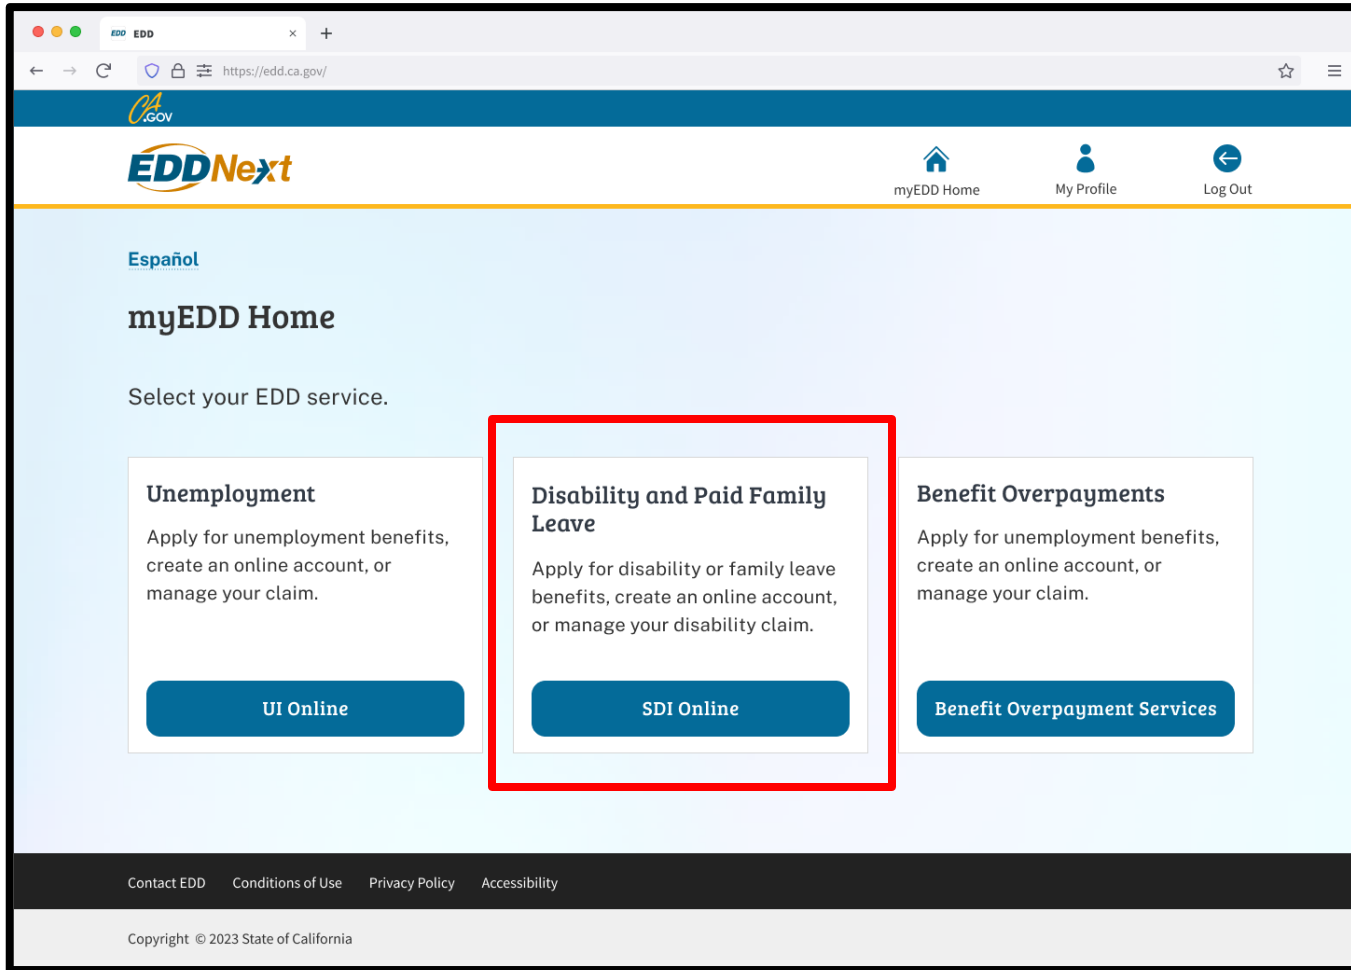 EDD EDD
https://edd.ca.gov/
CA.GOV
EDDNext
myEDD Home
My Profile
Log Out
Español
myEDD Home
Select your EDD service.
Unemployment
Apply for unemployment benefits,
create an online account, or
manage your claim.
UI Online
Disability and Paid Family
Leave
Apply for disability or family leave
benefits, create an online account,
or manage your disability claim.
SDI Online
Benefit Overpayments
Apply for unemployment benefits,
create an online account, or
manage your claim.
Benefit Overpayment Services
Contact EDD Conditions of Use Privacy Policy Accessibility
Copyright © 2023 State of California